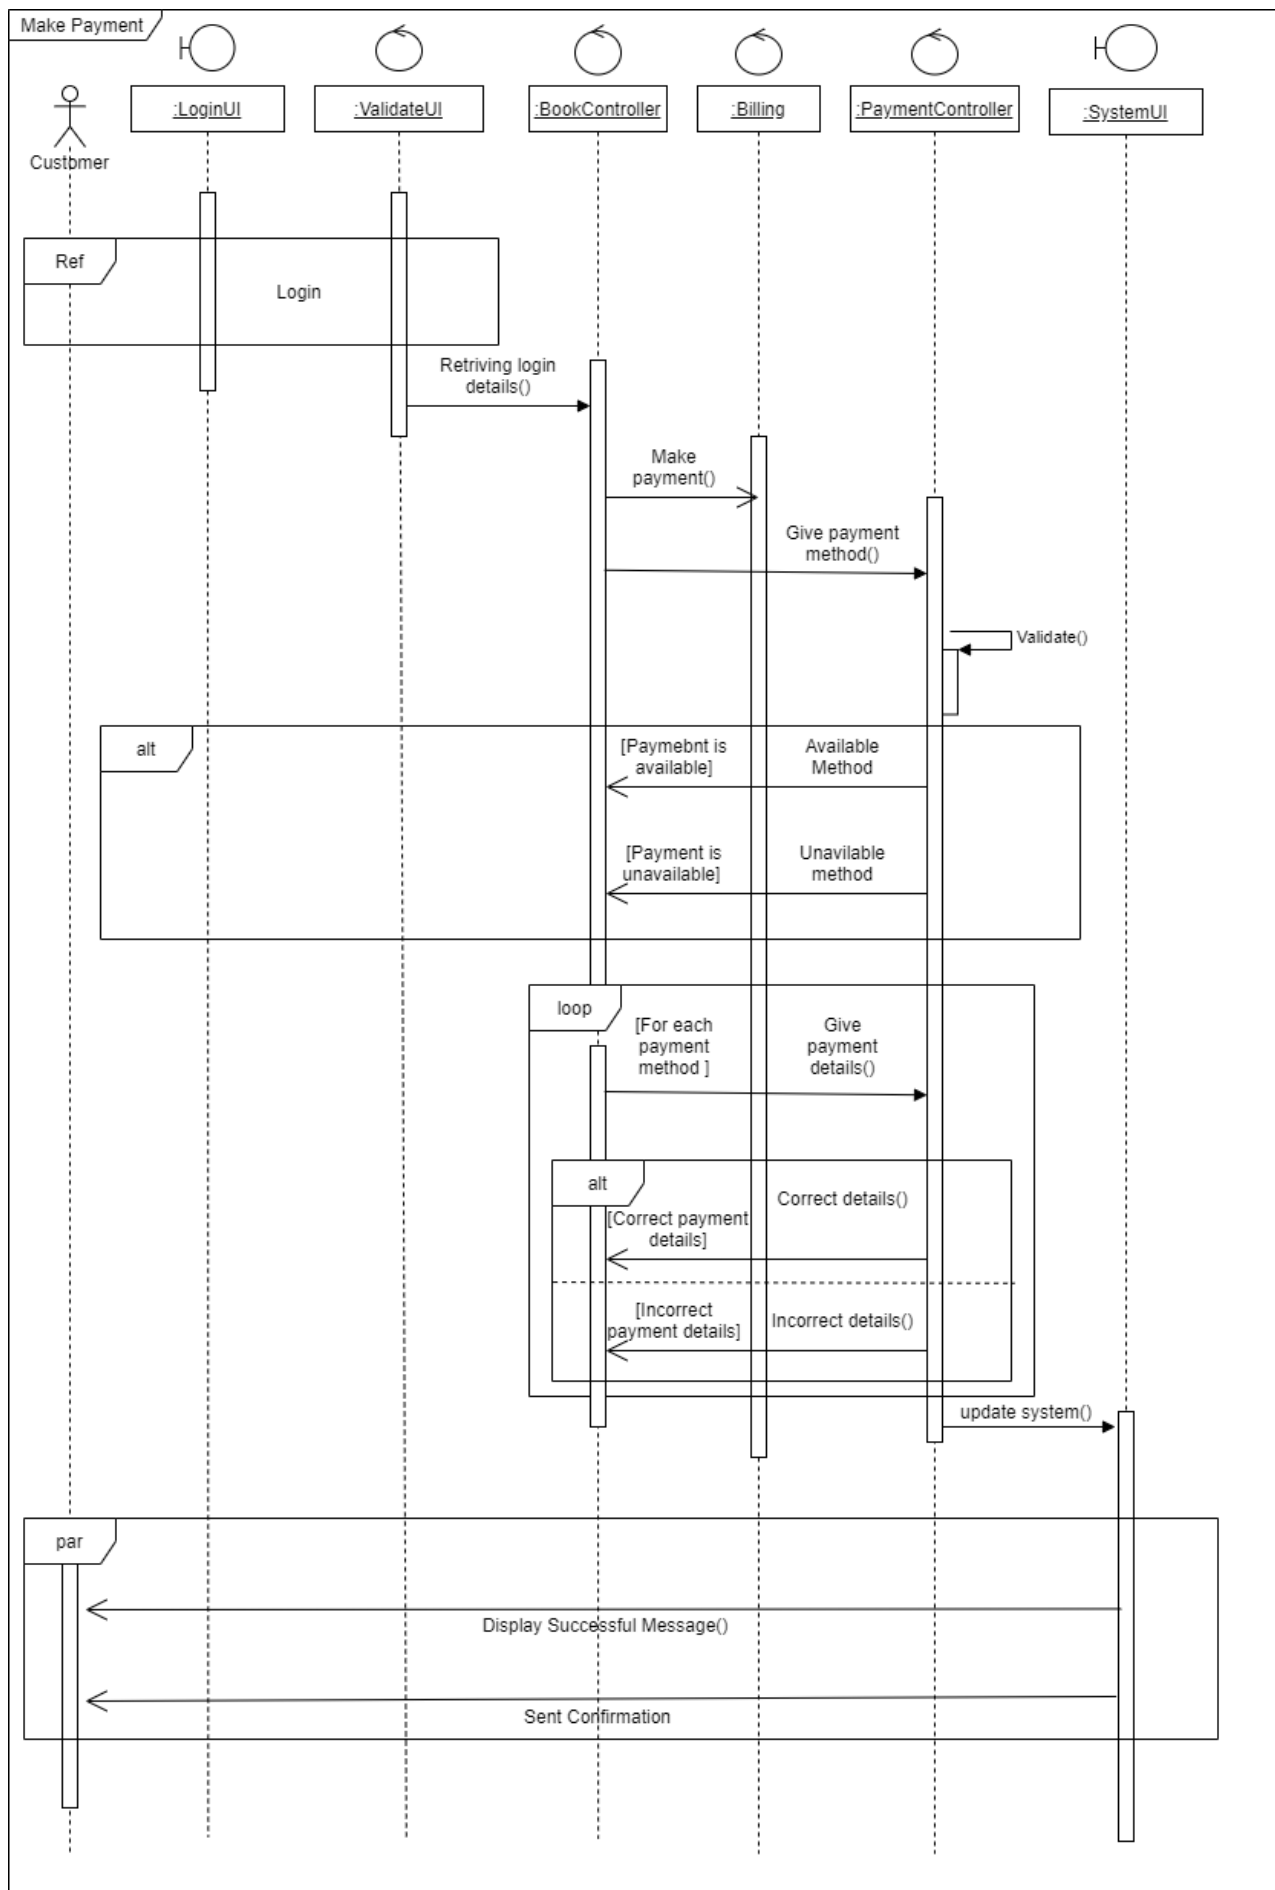 Make Payment
:LoginUI
:ValidateUI
:BookController
:Billing
:PaymentController
:SystemUI
Customer
Ref
Login
Retriving login
details()
Make
payment()
Give payment
method()
Validate()
alt
[Paymebnt is
available]
Available
Method
[Payment is
unavailable]
Unavilable
method
loop
[For each
payment
method ]
Give
payment
details()
alt
Correct details()
[Correct payment
details]
[Incorrect
payment details]
Incorrect details()
update system()
par
Display Successful Message()
Sent Confirmation